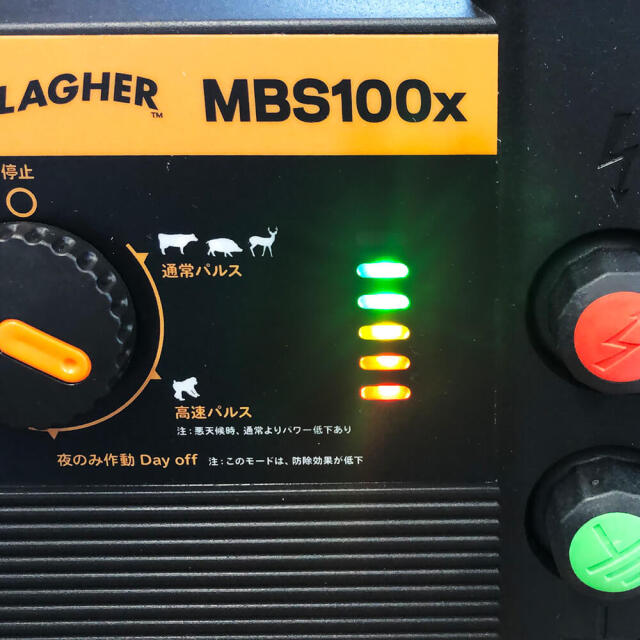 LAGHER™
MBS100x
停止
通常パルス
高速パルス
注:悪天候時、通常よりパワー低下あり
夜のみ作動 Day off 注:このモードは、防除効果が低下